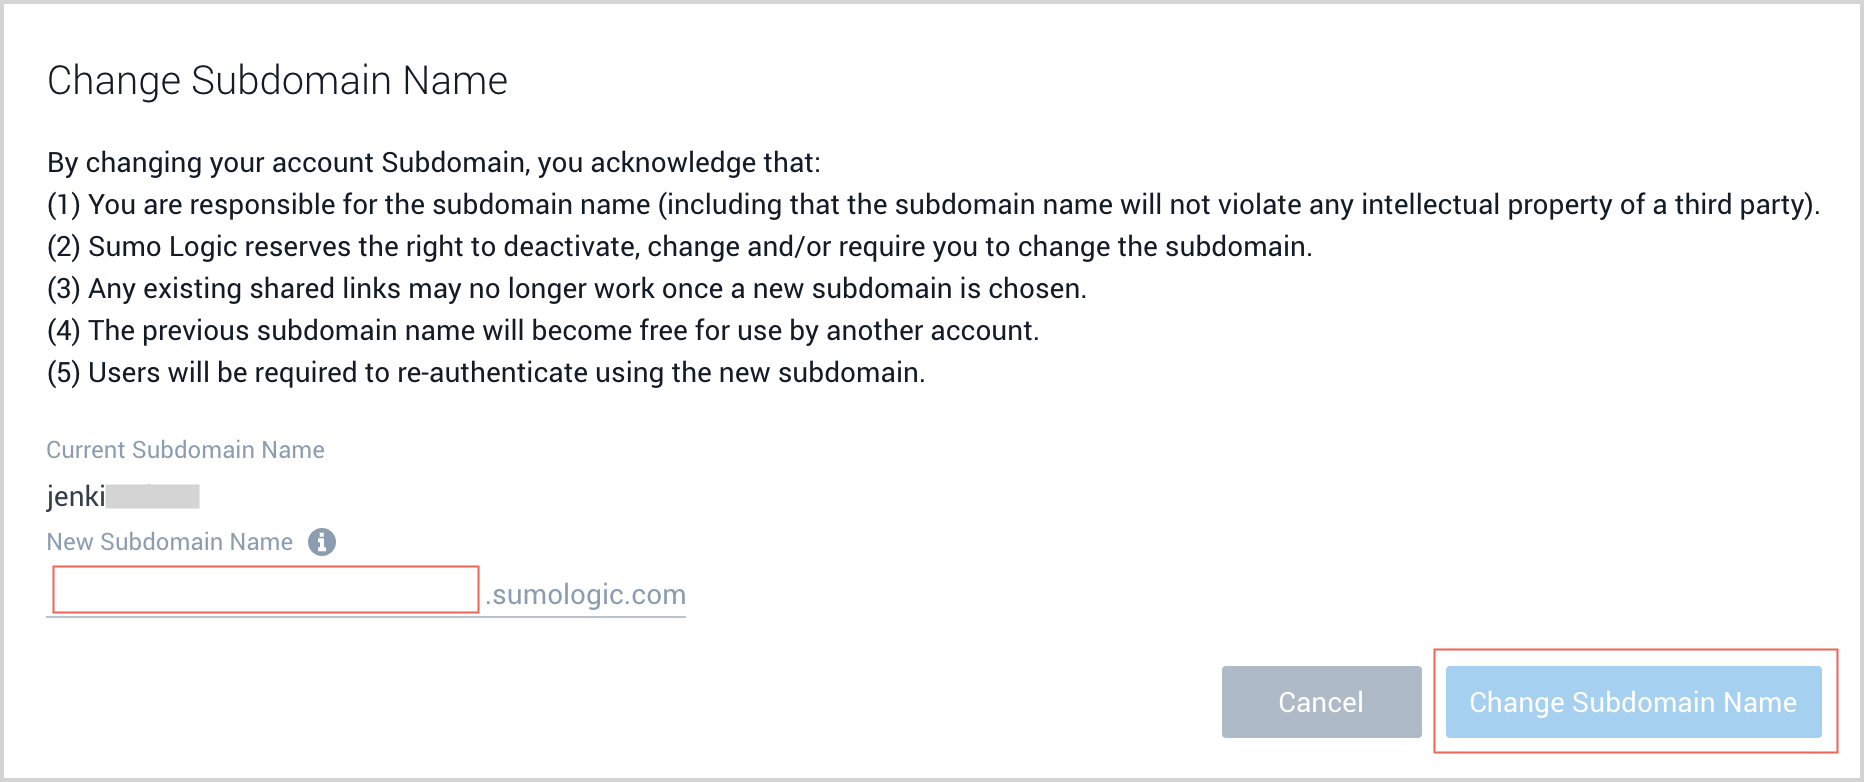 Change Subdomain Name
By changing your account Subdomain, you acknowledge that:
(1) You are responsible for the subdomain name (including that the subdomain name will not violate any intellectual property of a third party).
(2) Sumo Logic reserves the right to deactivate, change and/or require you to change the subdomain.
(3) Any existing shared links may no longer work once a new subdomain is chosen.
(4) The previous subdomain name will become free for use by another account.
(5) Users will be required to re-authenticate using the new subdomain.
Current Subdomain Name
jenki
New Subdomain Name
.sumologic.com
Cancel
Change Subdomain Name